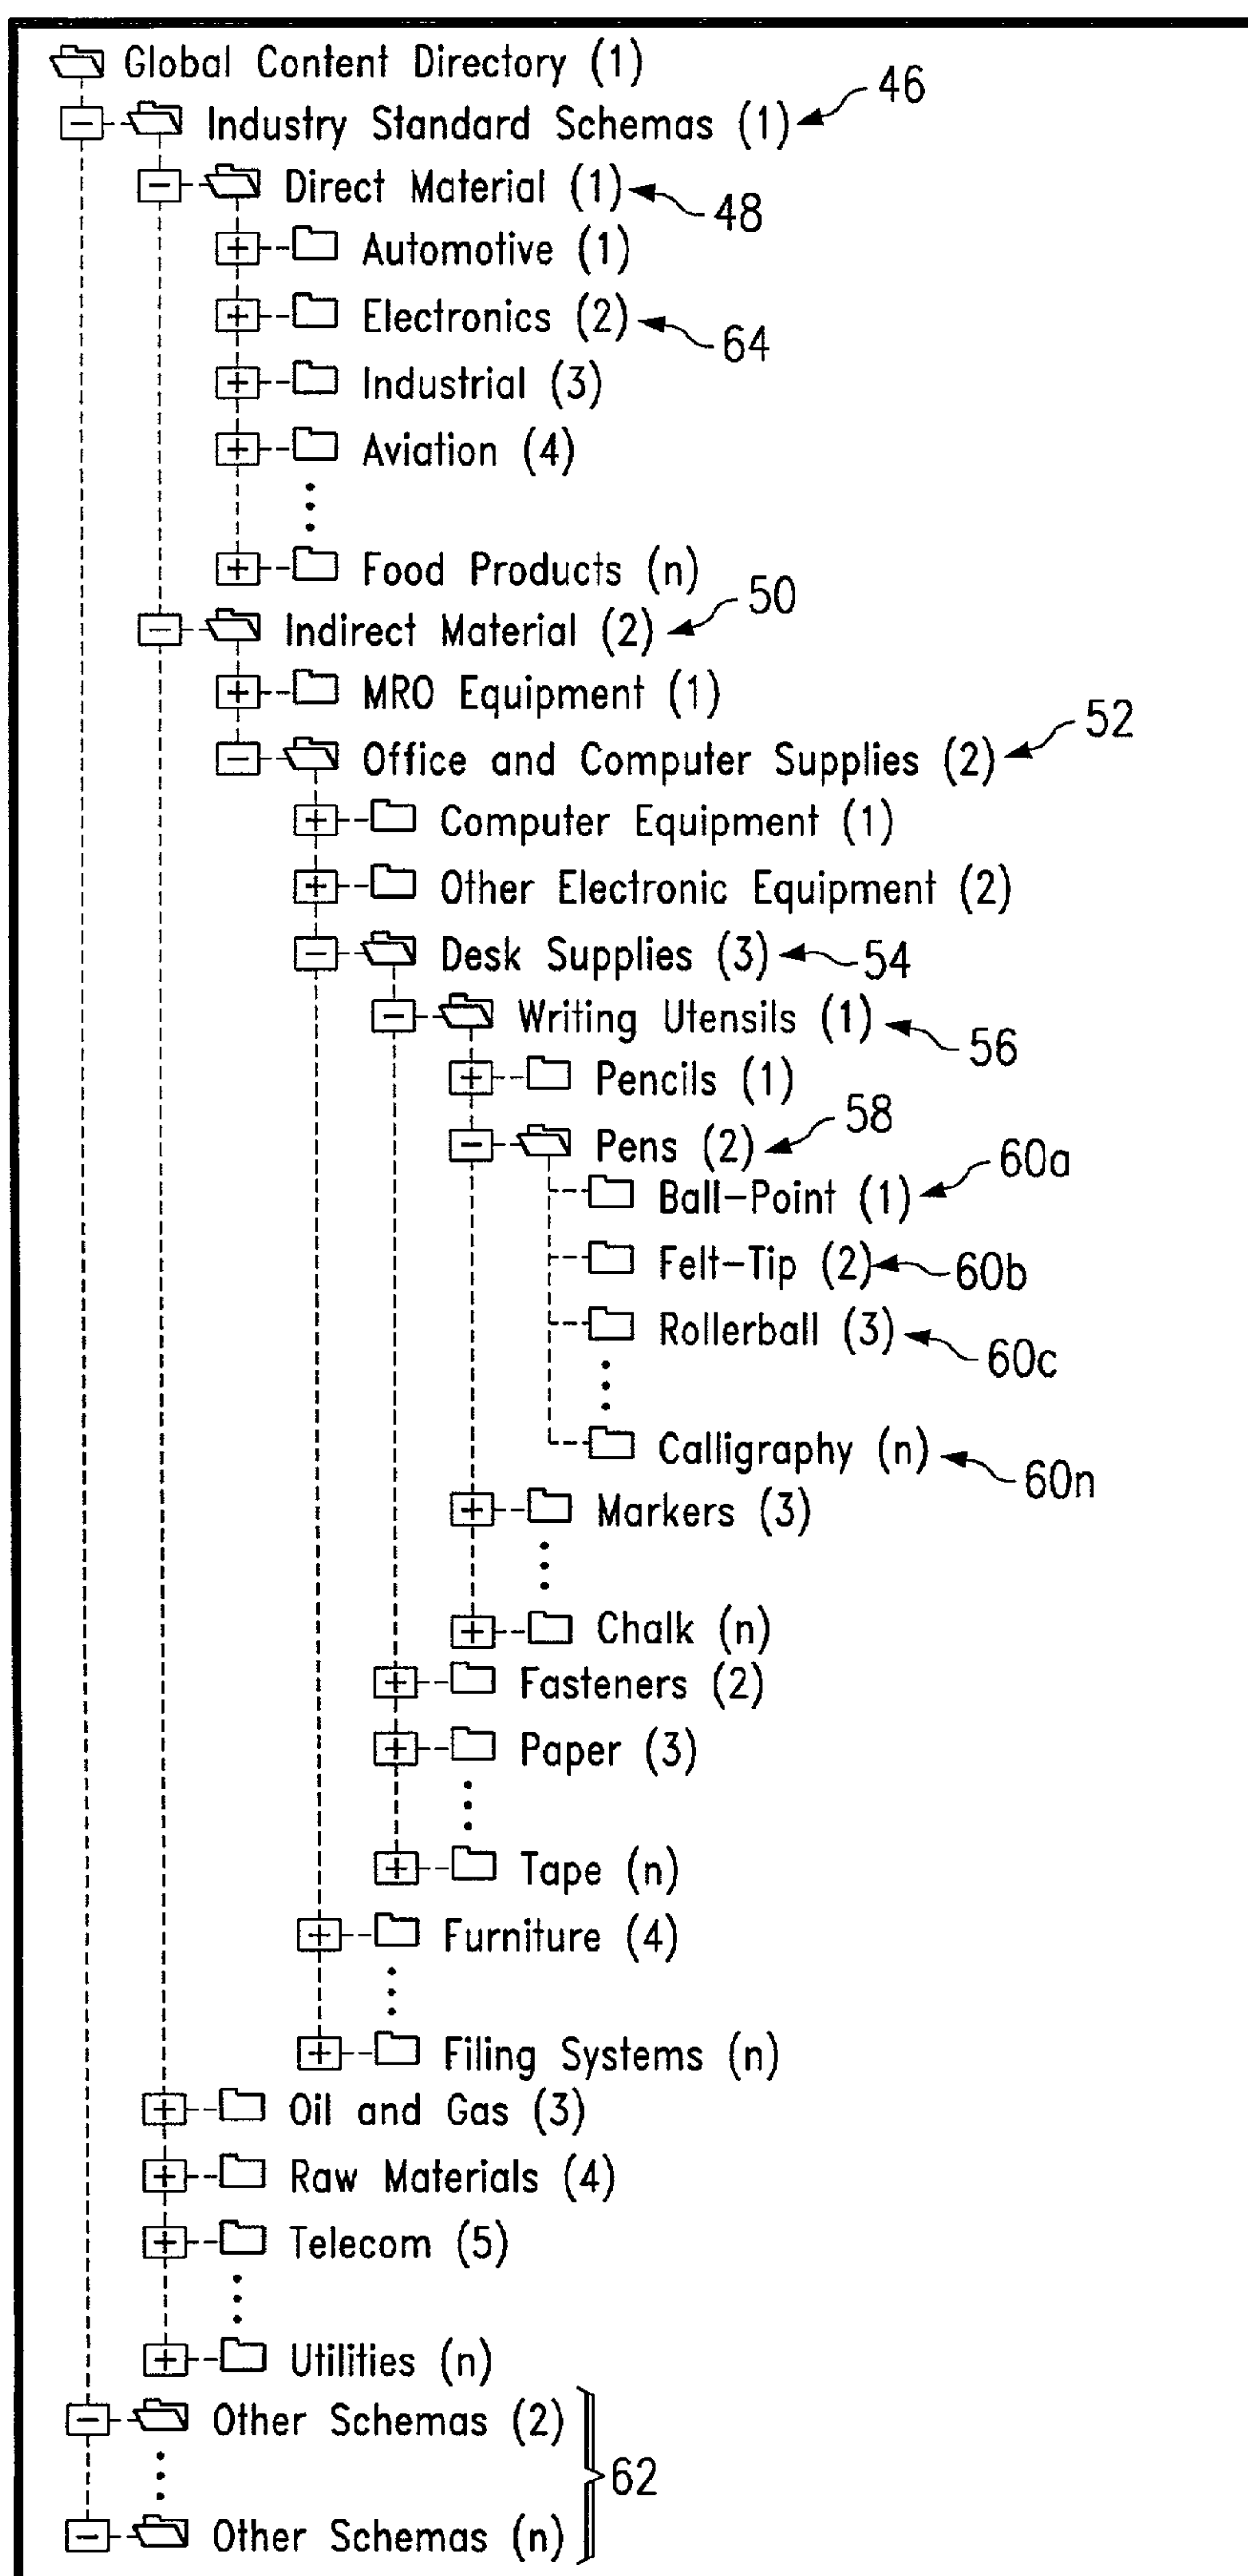 Global Content Directory (1)
Industry Standard Schemas (1) 46
Direct Material (1) 48
Automotive (1)
Electronics (2) 64
Industrial (3)
Aviation (4)
Food Products (n)
Indirect Material (2) 50
MRO Equipment (1)
Office and Computer Supplies (2) 52
Computer Equipment (1)
Other Electronic Equipment (2)
Desk Supplies (3) 54
Writing Utensils (1) 56
Pencils (1)
Pens (2) 58
Ball-Point (1) 60a
Felt-Tip (2) 60b
Rollerball (3) 60c
Calligraphy (n) 60n
Markers (3)
Chalk (n)
Fasteners (2)
Paper (3)
Tape (n)
Furniture (4)
Filing Systems (n)
Oil and Gas (3)
Raw Materials (4)
Telecom (5)
Utilities (n)
Other Schemas (2)
62
Other Schemas (n)